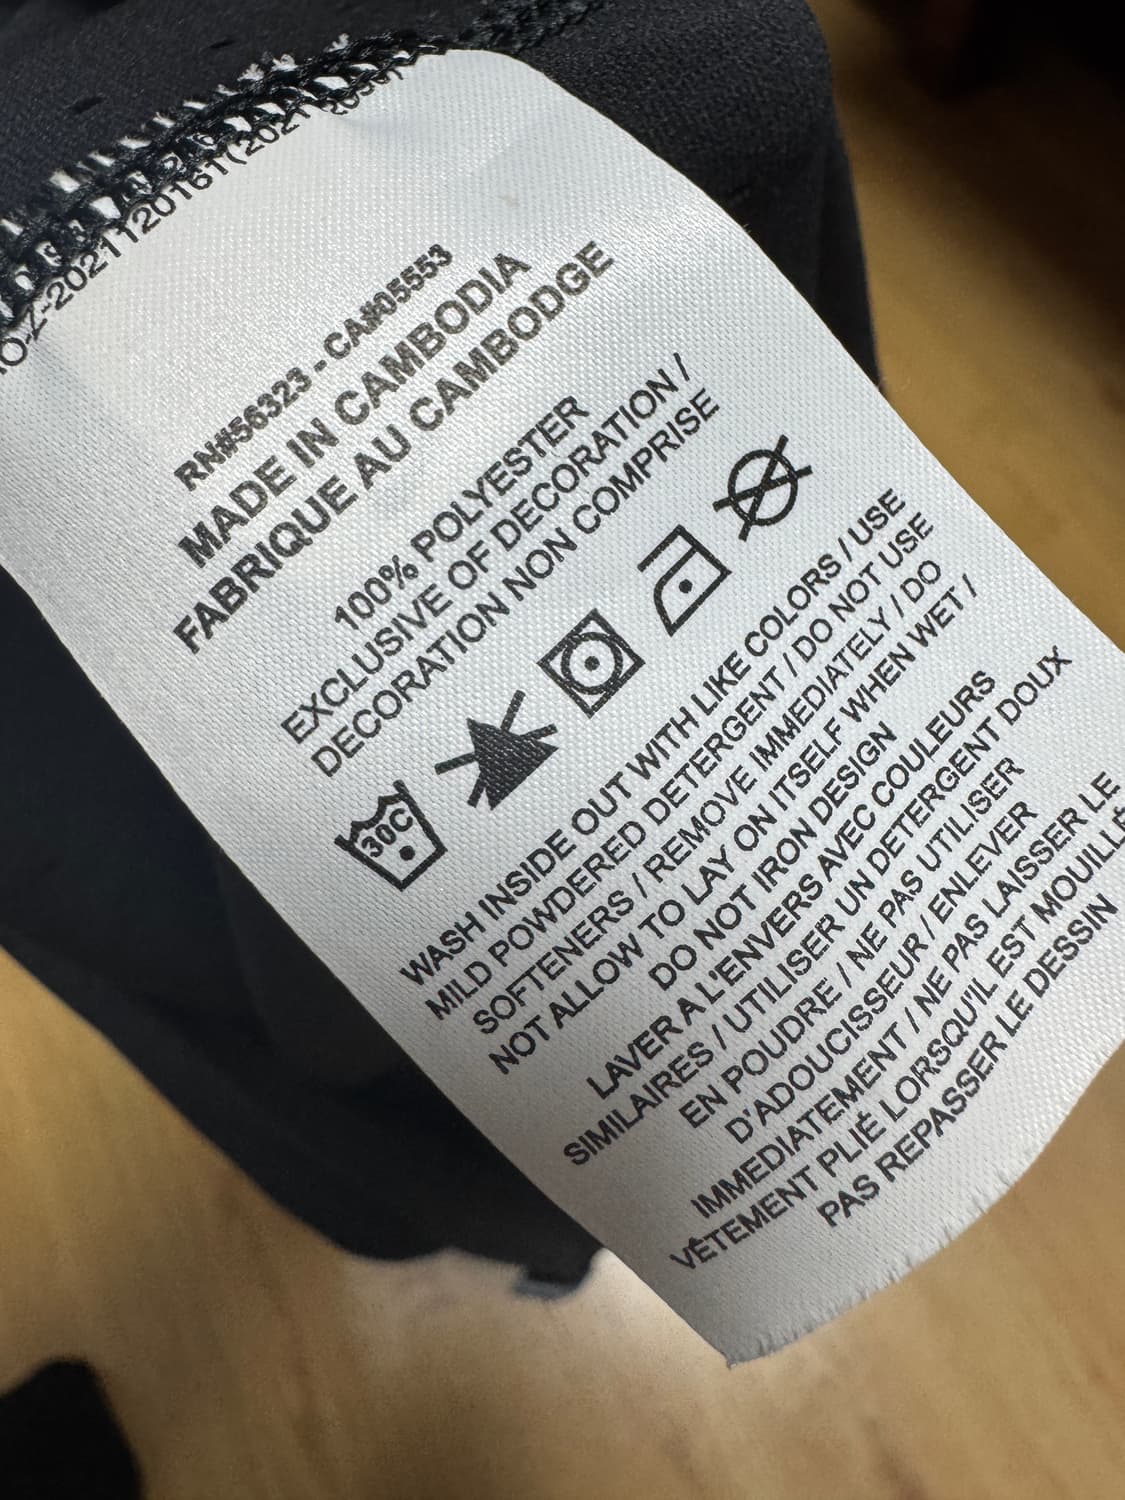 RN#56323 - CA#05553
MADE IN CAMBODIA
FABRIQUE AU CAMBODGE
100% POLYESTER
EXCLUSIVE OF DECORATION /
DECORATION NON COMPRISE
30C
WASH INSIDE OUT WITH LIKE COLORS / USE
MILD POWDERED DETERGENT / DO NOT USE
SOFTENERS / REMOVE IMMEDIATELY / DO
NOT ALLOW TO LAY ON ITSELF WHEN WET /
DO NOT IRON DESIGN
LAVER A L'ENVERS AVEC COULEURS
SIMILAIRES / UTILISER UN DETERGENT DOUX
EN POUDRE / NE PAS UTILISER
D'ADOUCISSEUR / ENLEVER
IMMEDIATEMENT / NE PAS LAISSER LE
VÊTEMENT PLIÉ LORSQU'IL EST MOUILLÉ
PAS REPASSER LE DESSIN